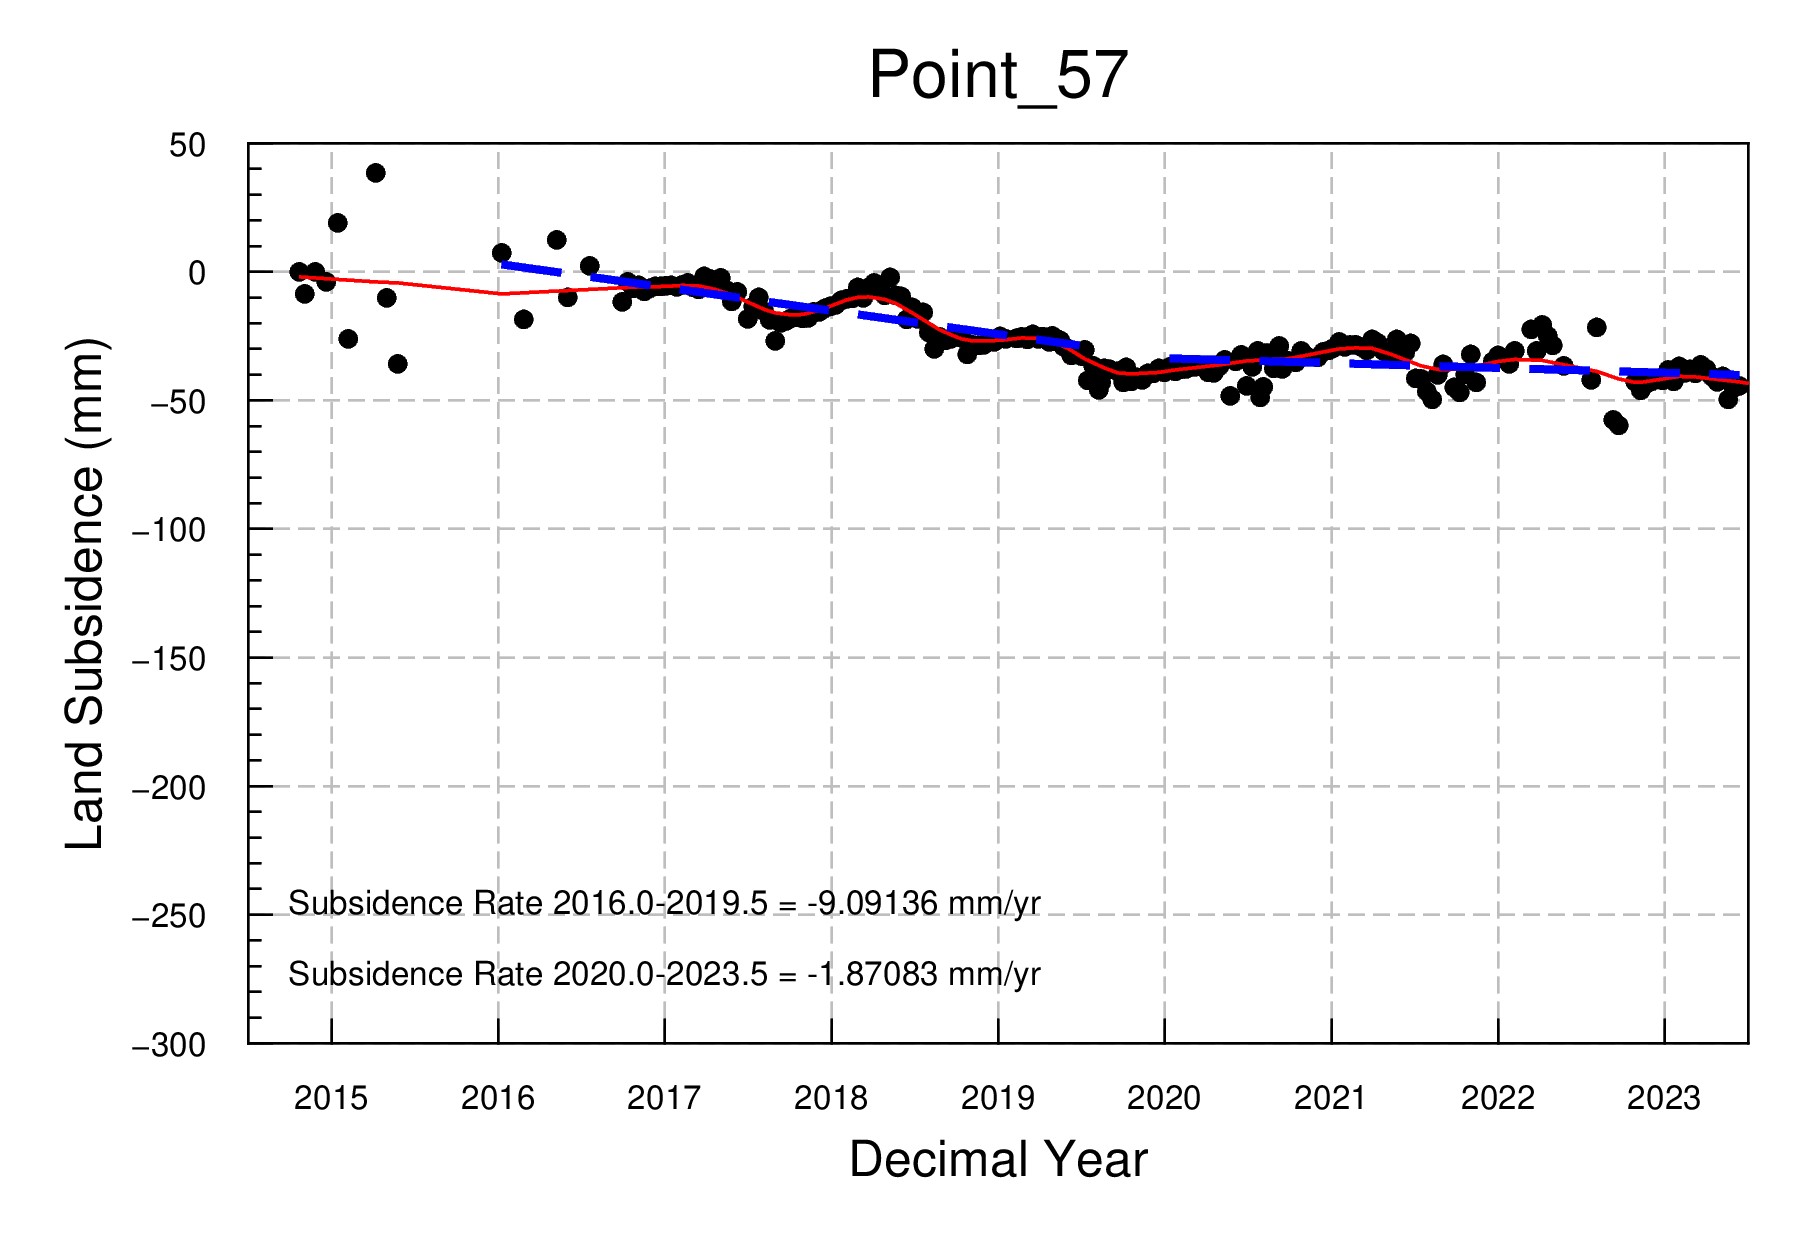 Point_57
50
0
−50
−100
−150
−200
−250
−300
Land Subsidence (mm)
Subsidence Rate 2016.0-2019.5 = -9.09136 mm/yr
Subsidence Rate 2020.0-2023.5 = -1.87083 mm/yr
2015 2016 2017 2018 2019 2020 2021 2022 2023
Decimal Year